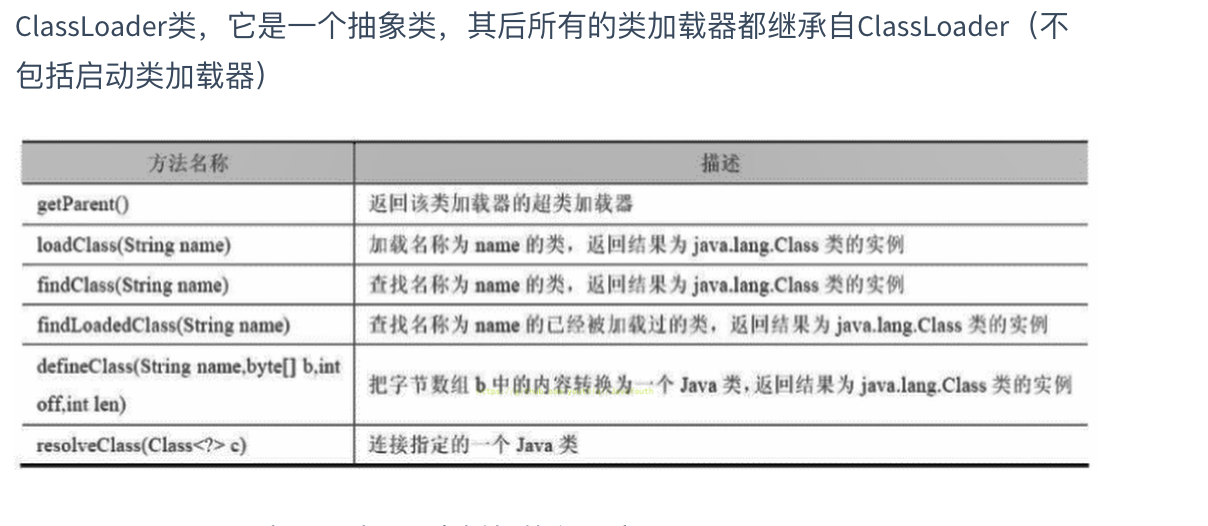 ClassLoader类，它是一个抽象类，其后所有的类加载器都继承自ClassLoader（不
包括启动类加载器）
方法名称 描述
getParent() 返回该类加载器的超类加载器
loadClass(String name) 加载名称为 name 的类，返回结果为 java.lang.Class 类的实例
findClass(String name) 查找名称为 name 的类，返回结果为 java.lang.Class 类的实例
findLoadedClass(String name) 查找名称为 name 的已经被加载过的类，返回结果为 java.lang.Class 类的实例
defineClass(String name,byte[] b,int
off,int len) 把字节数组 b 中的内容转换为一个 Java 类，返回结果为 java.lang.Class 类的实例
resolveClass(Class<?> c) 连接指定的一个 Java 类